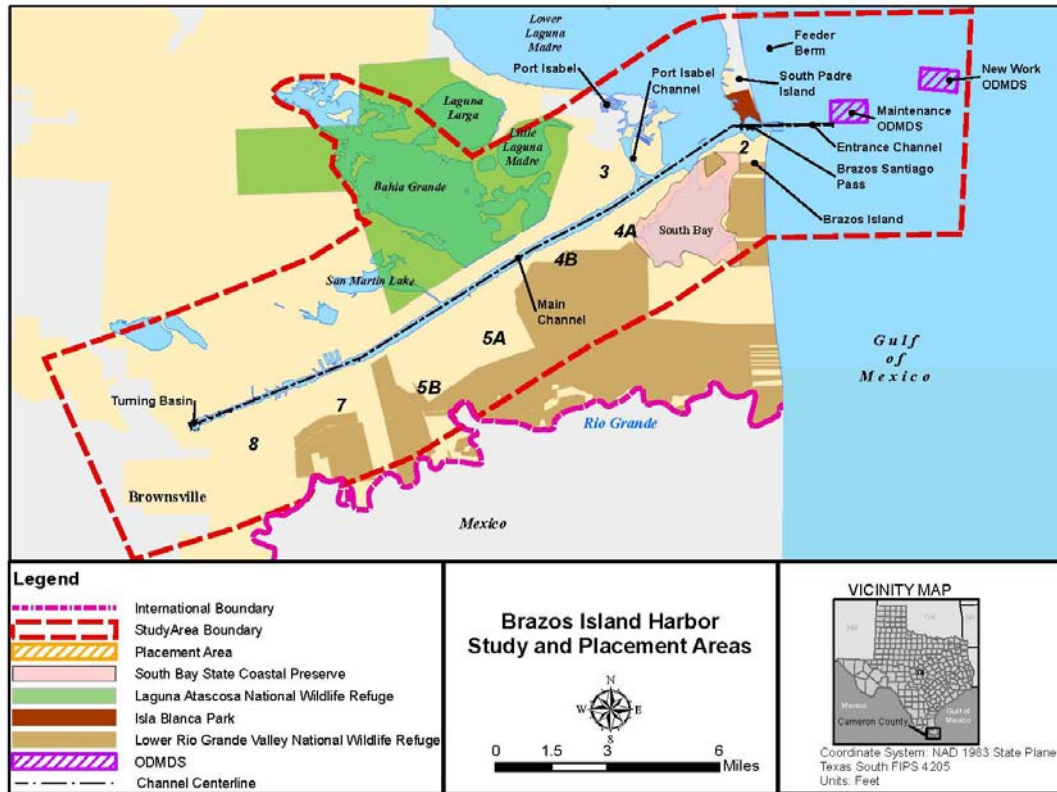 Lower
Laguna
Madre
Port Isabel
Port Isabel
Channel
Feeder
Berm
South Padre
Island
New Work
ODMDS
Maintenance
ODMDS
Entrance Channel
Brazos Santiago
Pass
Brazos Island
Laguna
Larga
Little
Laguna
Madre
Bahia Grande
3
2
South Bay
4A
4B
San Martin Lake
Main
Channel
5A
5B
7
8
Turning Basin
Brownsville
Rio Grande
Mexico
Gulf
of
Mexico
Legend
International Boundary
StudyArea Boundary
Placement Area
South Bay State Coastal Preserve
Laguna Atascosa National Wildlife Refuge
Isla Blanca Park
Lower Rio Grande Valley National Wildlife Refuge
ODMDS
Channel Centerline
Brazos Island Harbor
Study and Placement Areas
N
W E
S
0 1.5 3 6
Miles
VICINITY MAP
Mexico
Gulf of
Mexico
Cameron County
Coordinate System: NAD 1983 State Plane
Texas South FIPS 4205
Units: Feet